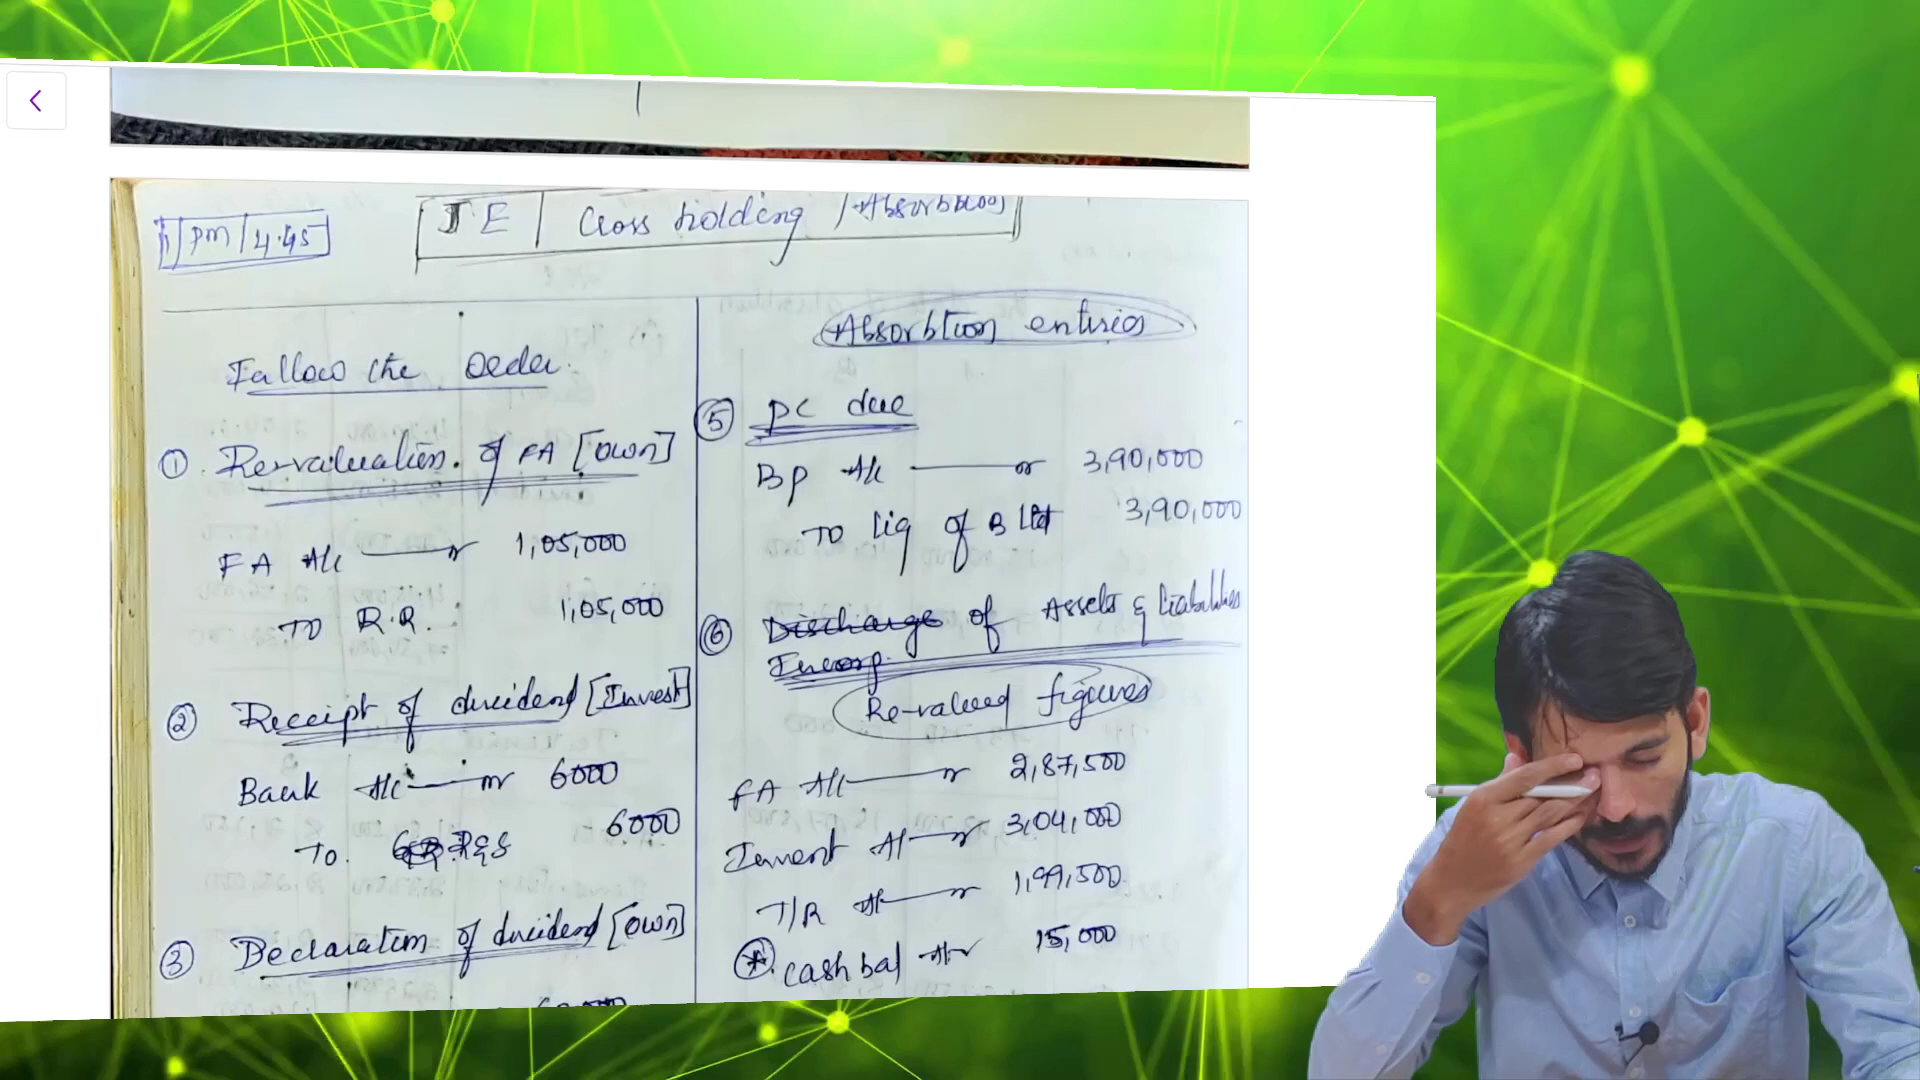 1 PM / 4.45
JE | Cross holding / Absorbtion
Follow the Order.
① Re-valuation. of FA [Own]
FA A/c — Dr 1,05,000
TO R.R. 1,05,000
② Receipt of dividend [Invest]
Bank A/c — Dr 6000
To. P&L 6000
③ Declaration of dividend [Own]
Absorbtion entries
⑤ PC due
BP A/c — Dr 3,90,000
TO Liq of B Ltd 3,90,000
⑥ Discharge of Assets & Liabilities
Incorp.
Re-valued figures
FA A/c — Dr 2,87,500
Invent A/c — Dr 3,04,000
T/R A/c — Dr 1,99,500
* cash bal A/c Dr 15,000